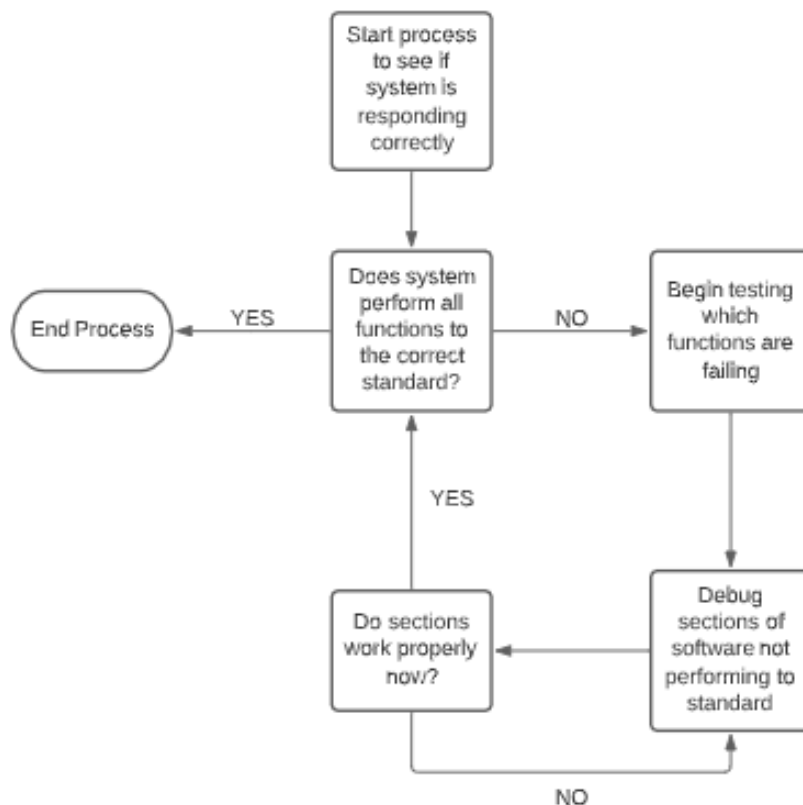 Start process
to see if
system is
responding
correctly
Does system
perform all
functions to
the correct
standard?
YES
End Process
NO
Begin testing
which
functions are
failing
Debug
sections of
software not
performing to
standard
Do sections
work properly
now?
YES
NO